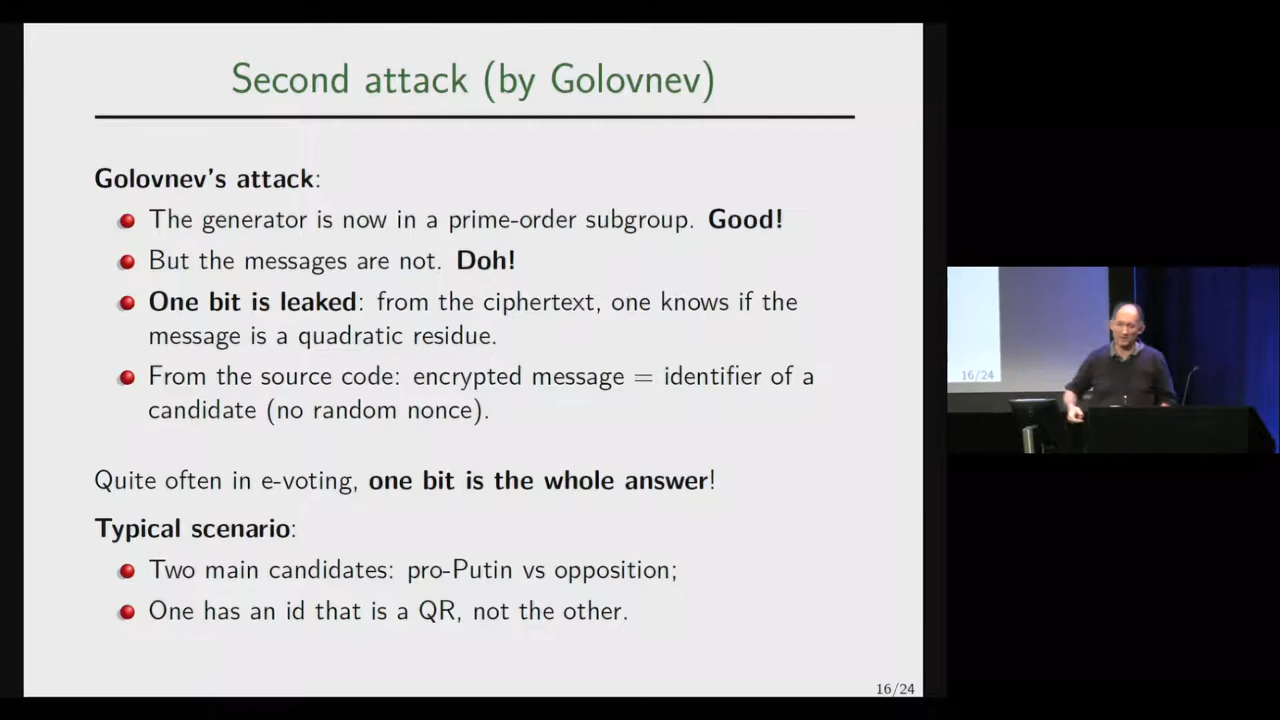 Second attack (by Golovnev)
Golovnev's attack:
The generator is now in a prime-order subgroup. Good!
But the messages are not. Doh!
One bit is leaked: from the ciphertext, one knows if the
message is a quadratic residue.
From the source code: encrypted message = identifier of a
candidate (no random nonce).
Quite often in e-voting, one bit is the whole answer!
Typical scenario:
Two main candidates: pro-Putin vs opposition;
One has an id that is a QR, not the other.
16/24
16/24